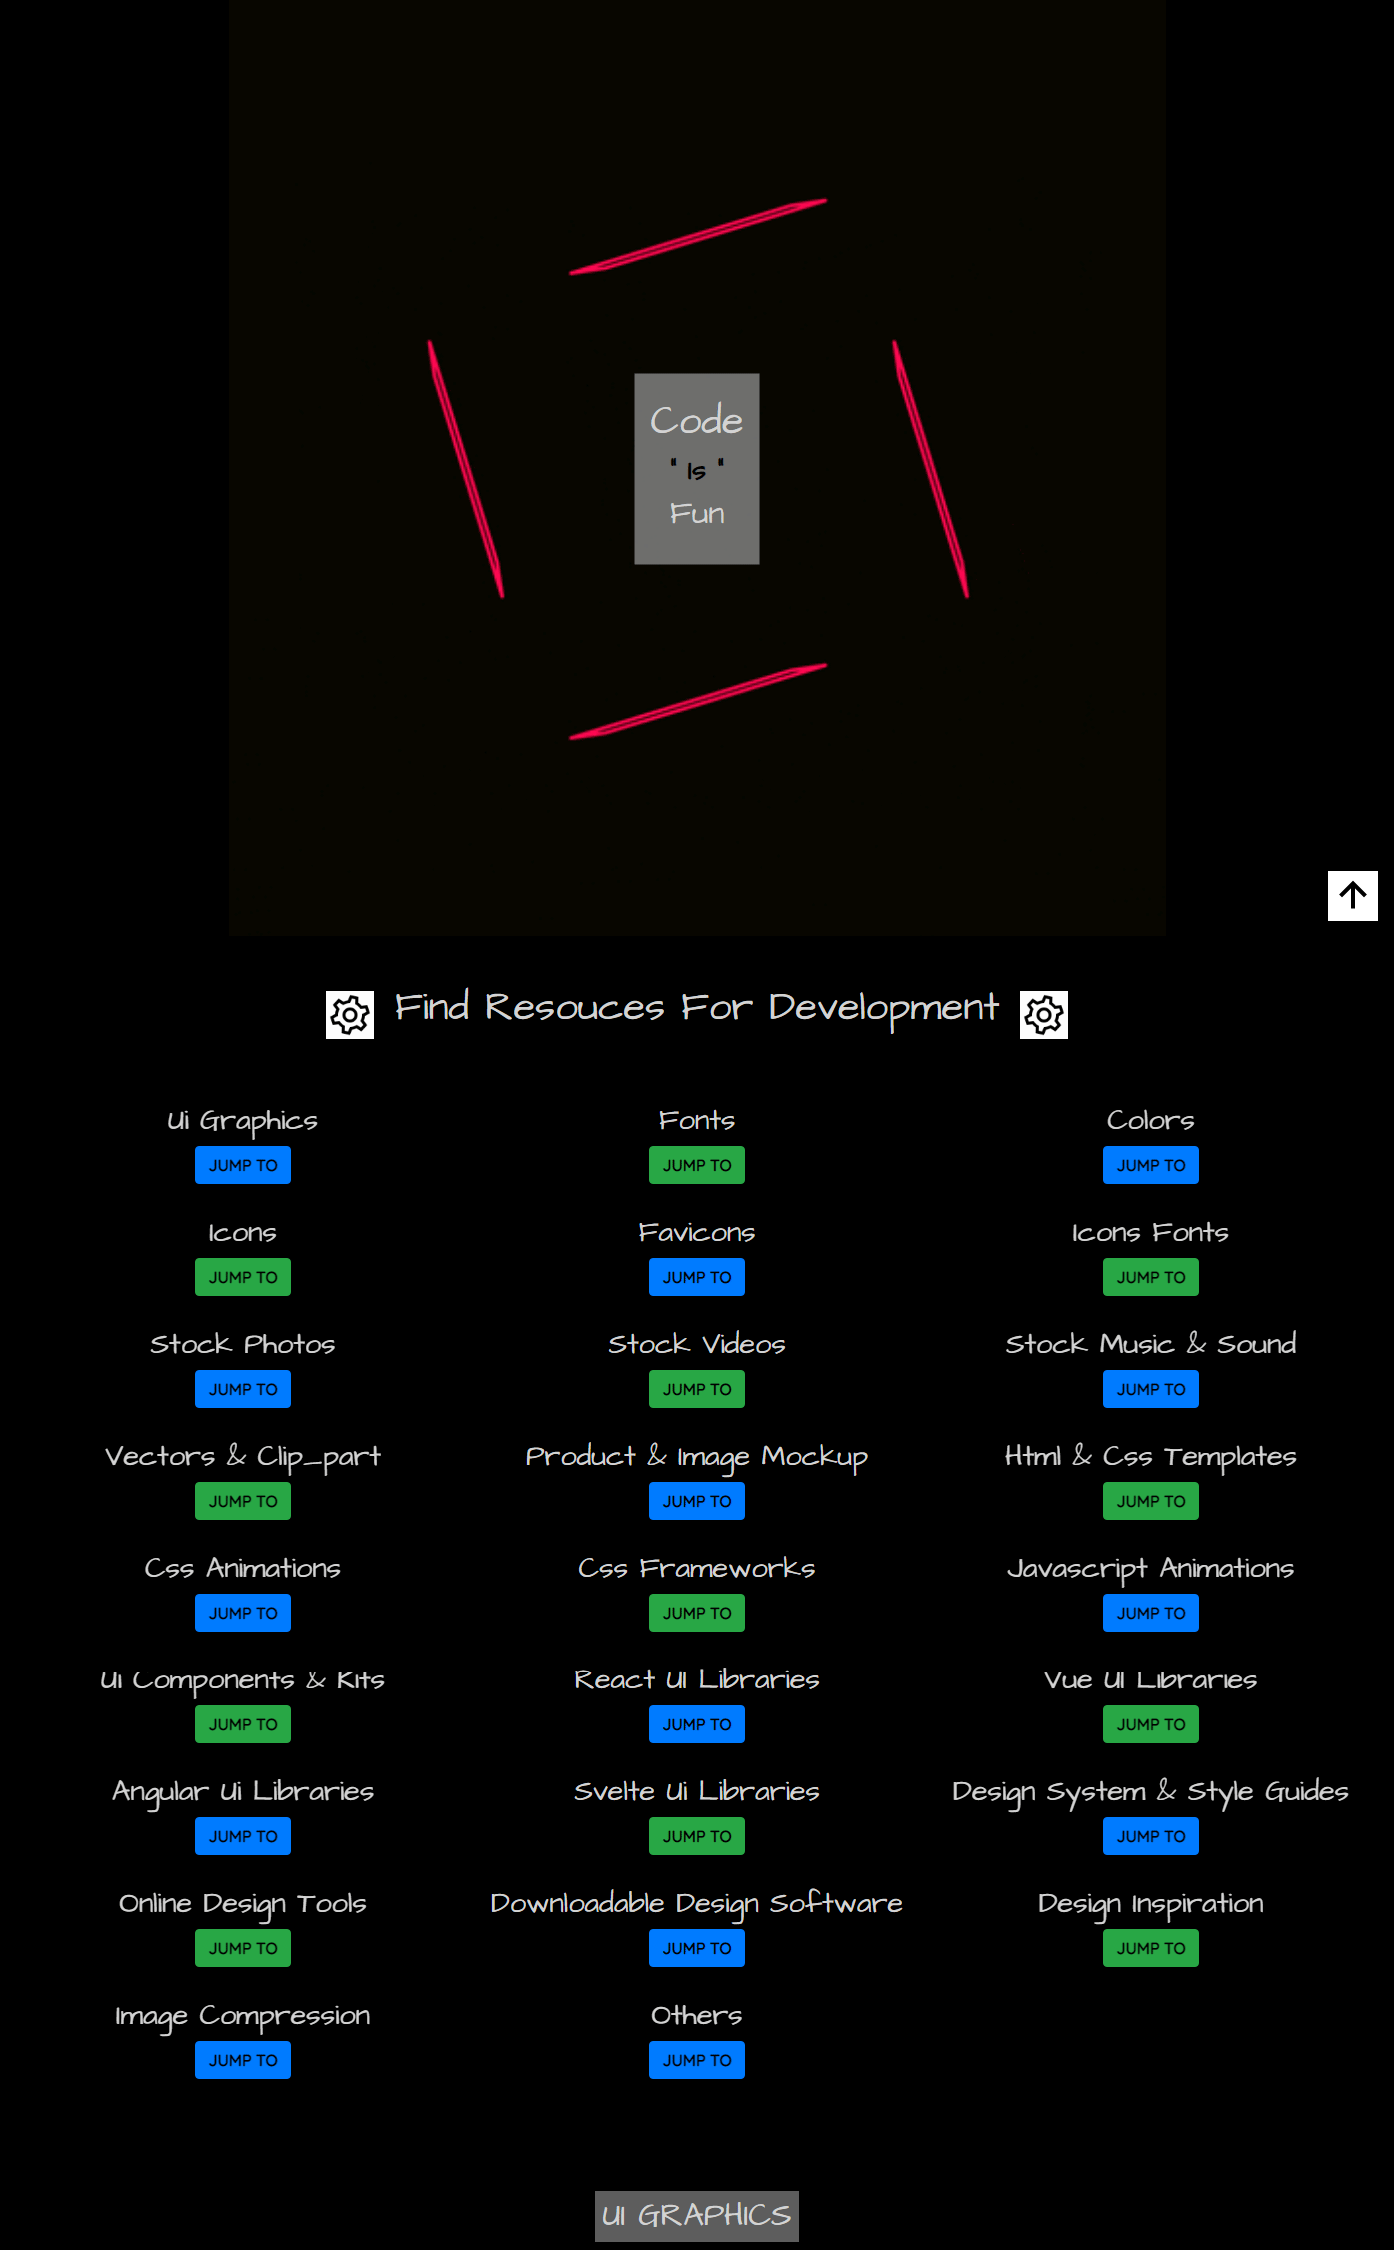 Code
" Is "
Fun
Find Resouces For Development
Ui Graphics
JUMP TO
Fonts
JUMP TO
Colors
JUMP TO
Icons
JUMP TO
Favicons
JUMP TO
Icons Fonts
JUMP TO
Stock Photos
JUMP TO
Stock Videos
JUMP TO
Stock Music & Sound
JUMP TO
Vectors & Clip_part
JUMP TO
Product & Image Mockup
JUMP TO
Html & Css Templates
JUMP TO
Css Animations
JUMP TO
Css Frameworks
JUMP TO
Javascript Animations
JUMP TO
Ui Components & Kits
JUMP TO
React UI Libraries
JUMP TO
Vue UI Libraries
JUMP TO
Angular Ui Libraries
JUMP TO
Svelte Ui Libraries
JUMP TO
Design System & Style Guides
JUMP TO
Online Design Tools
JUMP TO
Downloadable Design Software
JUMP TO
Design Inspiration
JUMP TO
Image Compression
JUMP TO
Others
JUMP TO
UI GRAPHICS